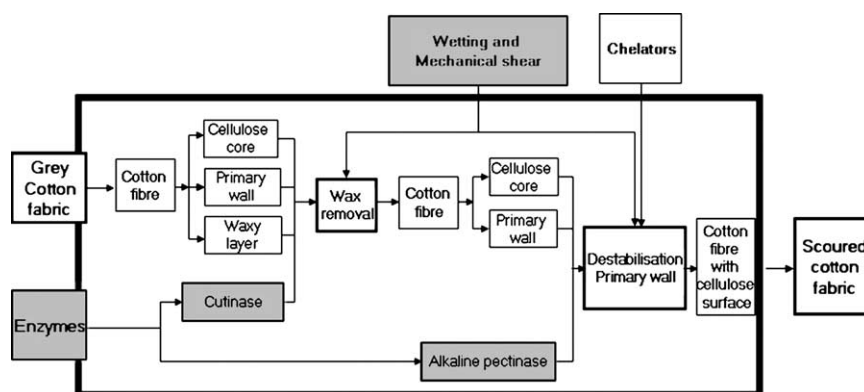 Wetting and
Mechanical shear
Chelators
Grey
Cotton
fabric
Cotton
fibre
Cellulose
core
Primary
wall
Waxy
layer
Wax
removal
Cotton
fibre
Cellulose
core
Primary
wall
Destabilisation
Primary wall
Cotton
fibre
with
cellulose
surface
Scoured
cotton
fabric
Enzymes
Cutinase
Alkaline pectinase